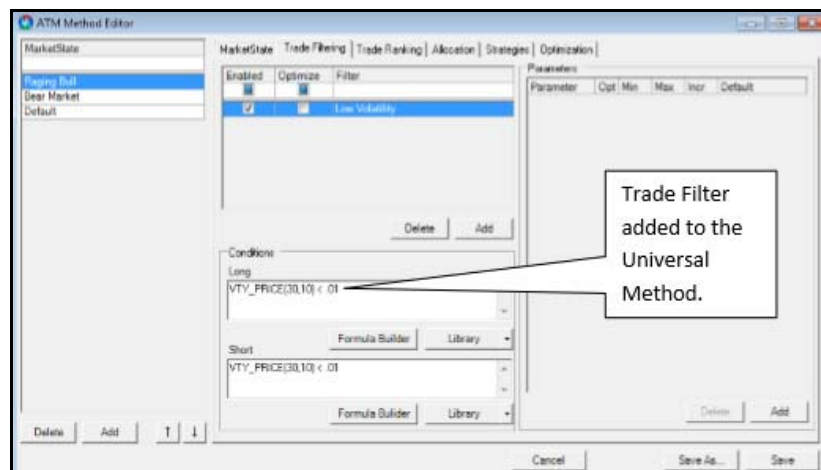 ATM Method Editor
MarketState
Raging Bull
Bear Market
Default
Delete Add
MarketState Trade Filtering Trade Ranking Allocation Strategies Optimization
Enabled Optimize Filter
Low Volatility
Delete Add
Conditions
Long
VTY_PRICE(30,10) < .01
Formula Builder Library
Short
VTY_PRICE(30,10) < .01
Formula Builder Library
Parameters
Parameter Opt Min Max Incr Default
Trade Filter
added to the
Universal
Method.
Delete Add
Cancel Save As... Save